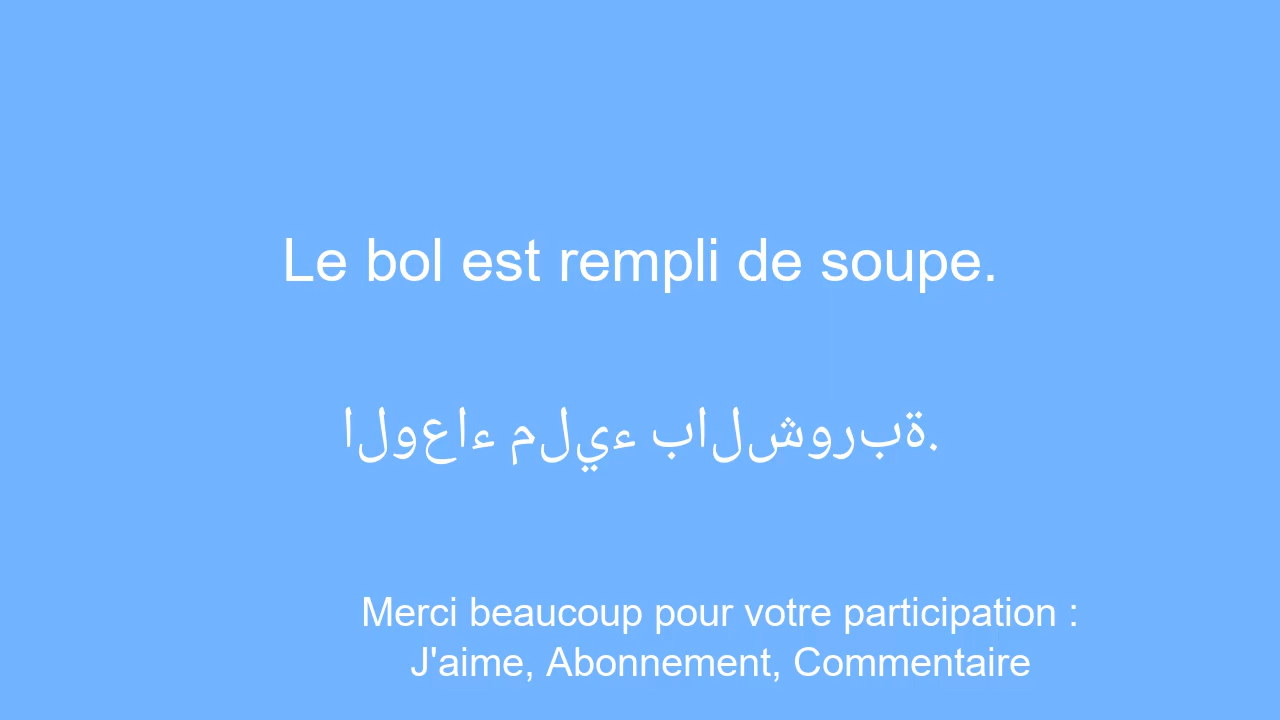 Le bol est rempli de soupe.
الوعاء مليء بالشوربة.
Merci beaucoup pour votre participation :
J'aime, Abonnement, Commentaire